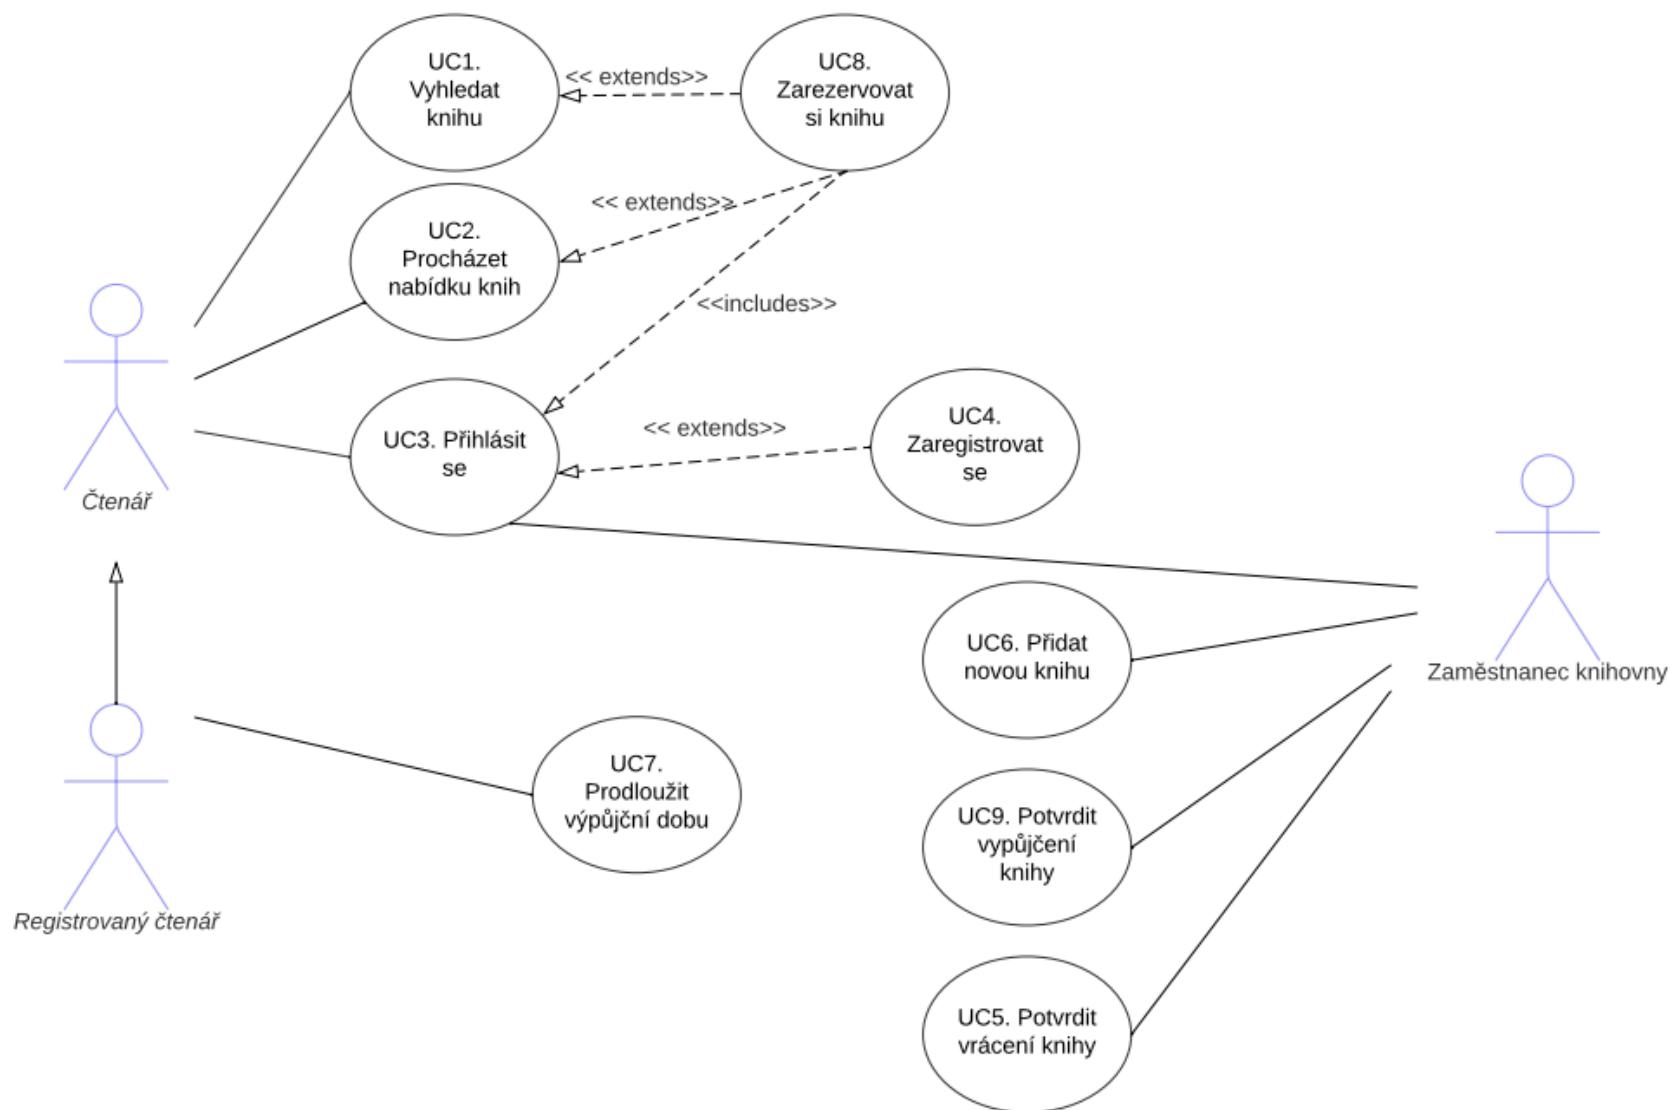 UC1.
Vyhledat
knihu
<< extends>>
UC8.
Zarezervovat
si knihu
UC2.
Procházet
nabídku knih
<< extends>>
<<includes>>
UC3. Přihlásit
se
<< extends>>
UC4.
Zaregistrovat
se
Čtenář
UC6. Přidat
novou knihu
Zaměstnanec knihovny
UC7.
Prodloužit
výpůjční dobu
UC9. Potvrdit
vypůjčení
knihy
Registrovaný čtenář
UC5. Potvrdit
vrácení knihy